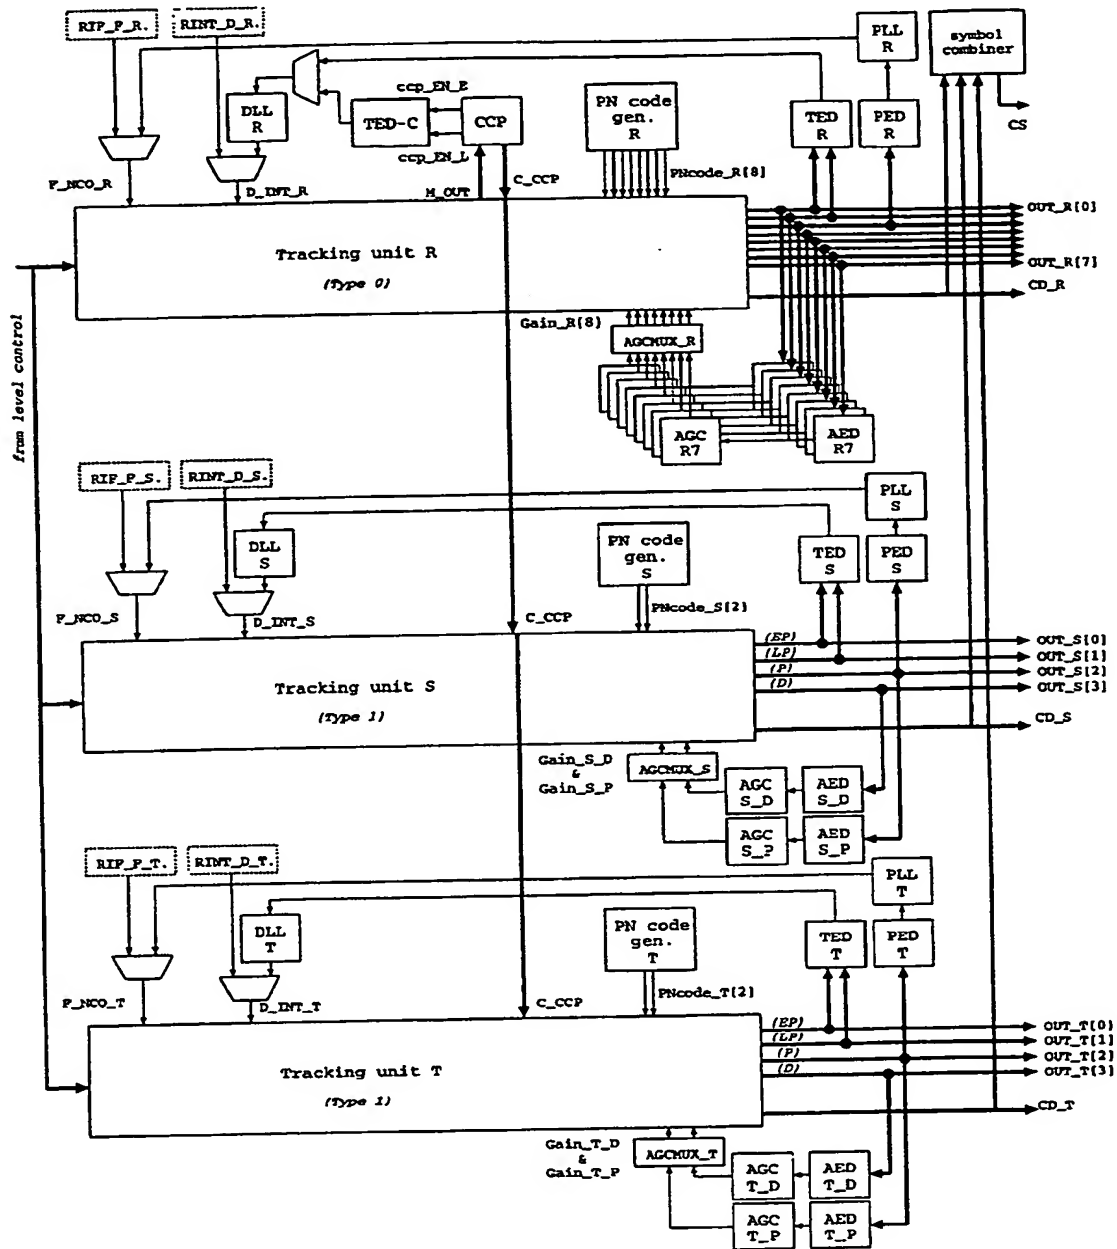 RIF_F_R.
RINT_D_R.
PLL
R
symbol
combiner
DLL
R
TED-C
ccp_EN_E
ccp_EN_L
CCP
PN code
gen.
R
TED
R
PED
R
CS
F_NCO_R
D_INT_R
M_OUT
C_CCP
PNcode_R[8]
OUT_R[0]
OUT_R[7]
CD_R
Tracking unit R
(Type 0)
from level control
Gain_R[8]
AGCMUX_R
AGC
R7
AED
R7
RIF_F_S.
RINT_D_S.
PLL
S
DLL
S
PN code
gen.
S
TED
S
PED
S
F_NCO_S
D_INT_S
C_CCP
PNcode_S[2]
(EP)
(LP)
(P)
(D)
OUT_S[0]
OUT_S[1]
OUT_S[2]
OUT_S[3]
CD_S
Tracking unit S
(Type 1)
Gain_S_D
&
Gain_S_P
AGCMUX_S
AGC
S_D
AED
S_D
AGC
S_P
AED
S_P
RIF_F_T.
RINT_D_T.
PLL
T
DLL
T
PN code
gen.
T
TED
T
PED
T
F_NCO_T
D_INT_T
C_CCP
PNcode_T[2]
(EP)
(LP)
(P)
(D)
OUT_T[0]
OUT_T[1]
OUT_T[2]
OUT_T[3]
CD_T
Tracking unit T
(Type 1)
Gain_T_D
&
Gain_T_P
AGCMUX_T
AGC
T_D
AED
T_D
AGC
T_P
AED
T_P